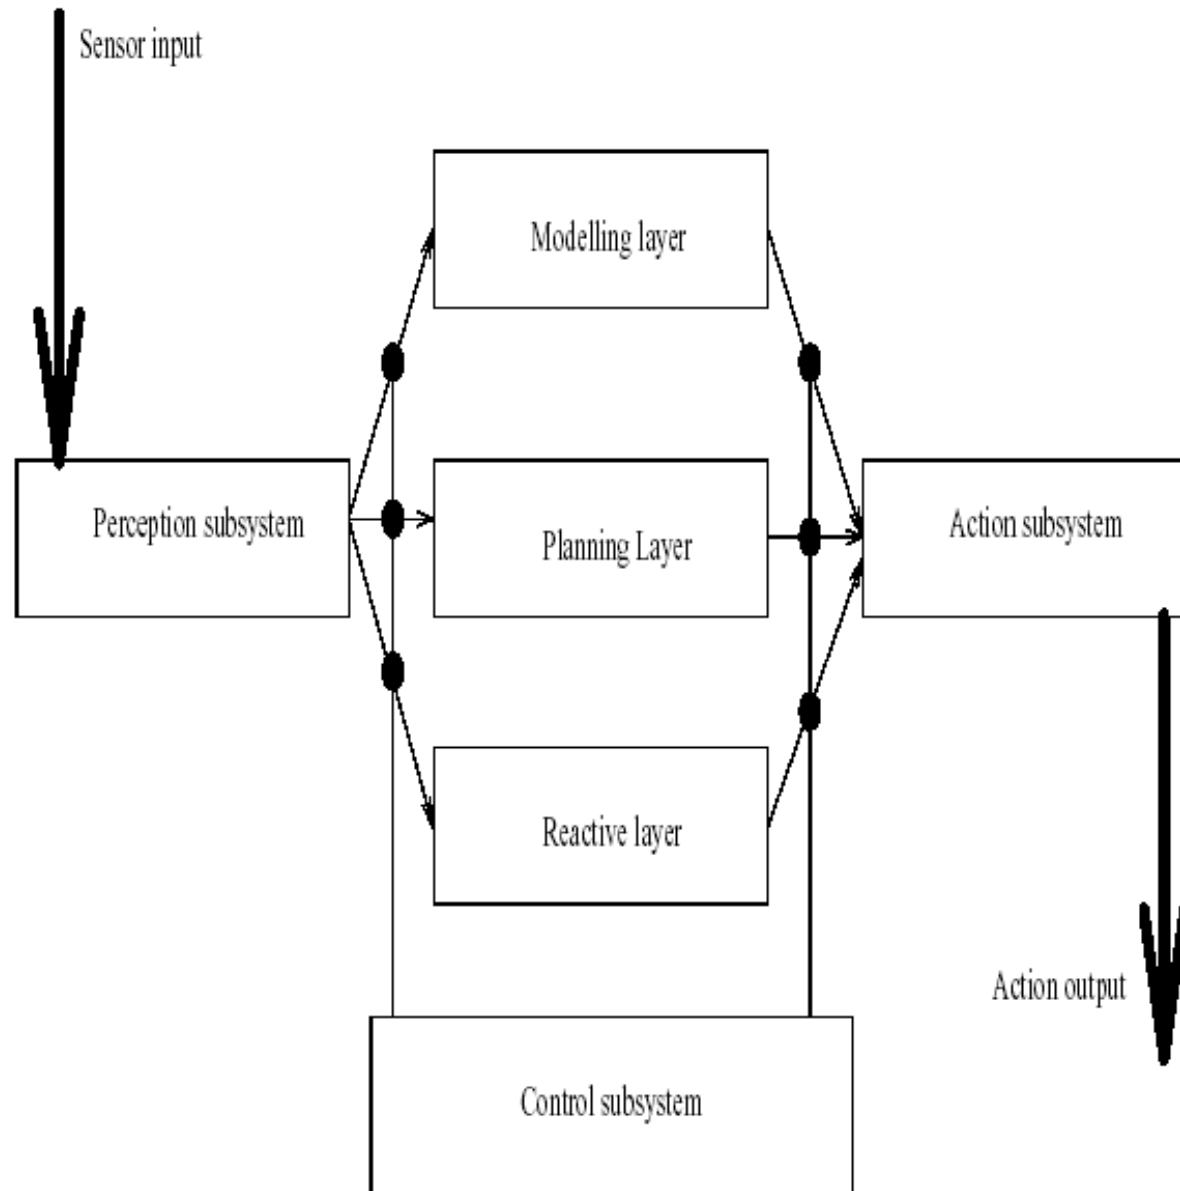 Sensor input
Modelling layer
Perception subsystem
Planning Layer
Action subsystem
Reactive layer
Action output
Control subsystem